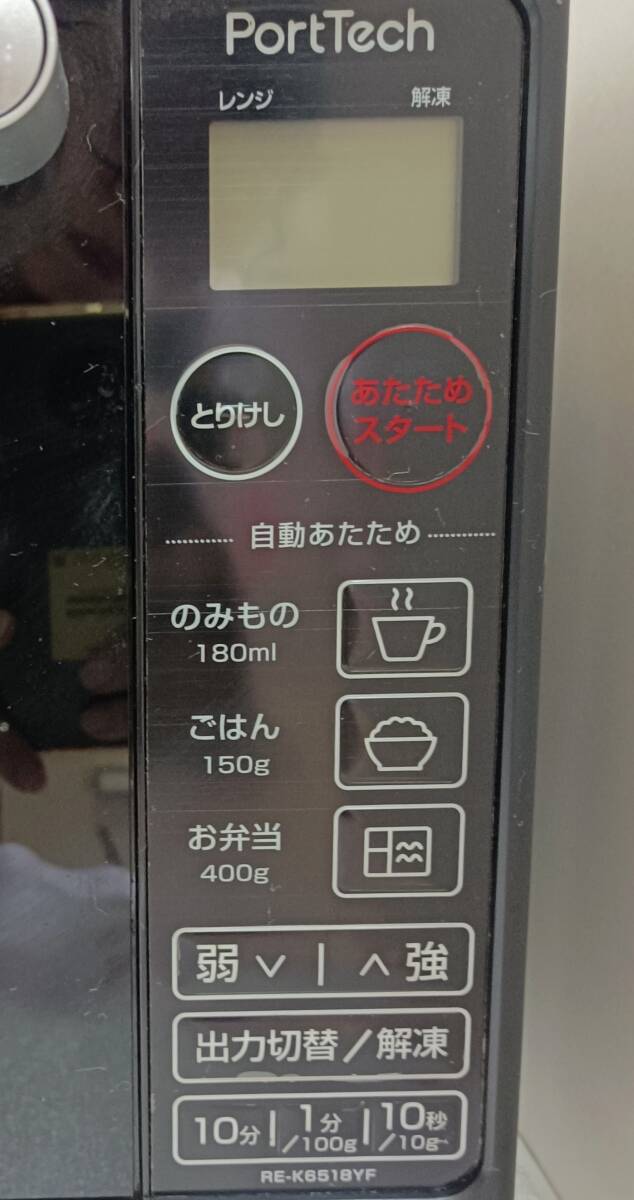 PortTech
レンジ 解凍
とりけし
あたため
スタート
自動あたため
のみもの
180ml
ごはん
150g
お弁当
400g
弱 ∨ | ∧ 強
出力切替/解凍
10分 | 1分/100g | 10秒/10g
RE-K6518YF